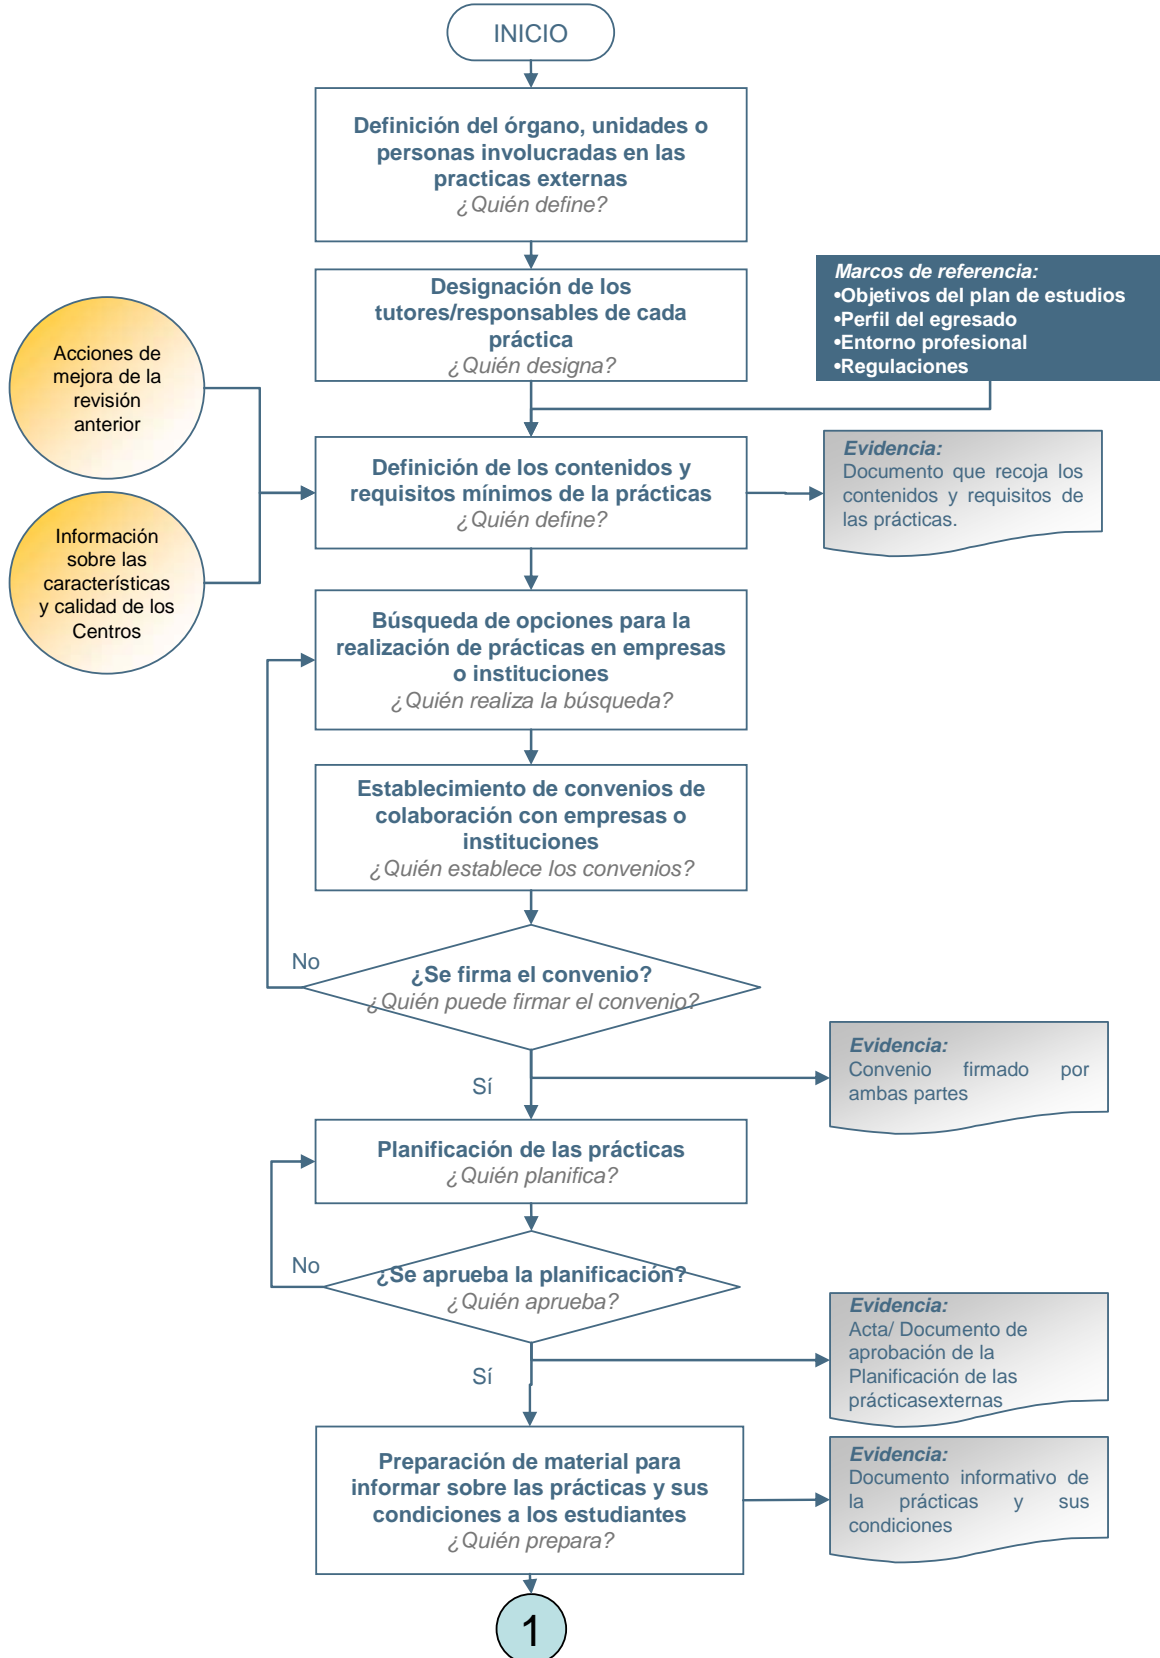 INICIO
Definición del órgano, unidades o
personas involucradas en las
practicas externas
¿Quién define?
Designación de los
tutores/responsables de cada
práctica
¿Quién designa?
Marcos de referencia:
•Objetivos del plan de estudios
•Perfil del egresado
•Entorno profesional
•Regulaciones
Acciones de
mejora de la
revisión
anterior
Definición de los contenidos y
requisitos mínimos de la prácticas
¿Quién define?
Evidencia:
Documento que recoja los
contenidos y requisitos de
las prácticas.
Información
sobre las
características
y calidad de los
Centros
Búsqueda de opciones para la
realización de prácticas en empresas
o instituciones
¿Quién realiza la búsqueda?
Establecimiento de convenios de
colaboración con empresas o
instituciones
¿Quién establece los convenios?
No
¿Se firma el convenio?
¿Quién puede firmar el convenio?
Sí
Evidencia:
Convenio firmado por
ambas partes
Planificación de las prácticas
¿Quién planifica?
No
¿Se aprueba la planificación?
¿Quién aprueba?
Sí
Evidencia:
Acta/ Documento de
aprobación de la
Planificación de las
prácticasexternas
Preparación de material para
informar sobre las prácticas y sus
condiciones a los estudiantes
¿Quién prepara?
Evidencia:
Documento informativo de
la prácticas y sus
condiciones
1